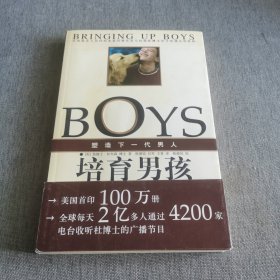 BRINGING UP BOYS
BOYS
塑造下一代男人
培育男孩
→ 美国首印 100万册
→ 全球每天 2亿多人通过 4200家
电台收听杜博士的广播节目